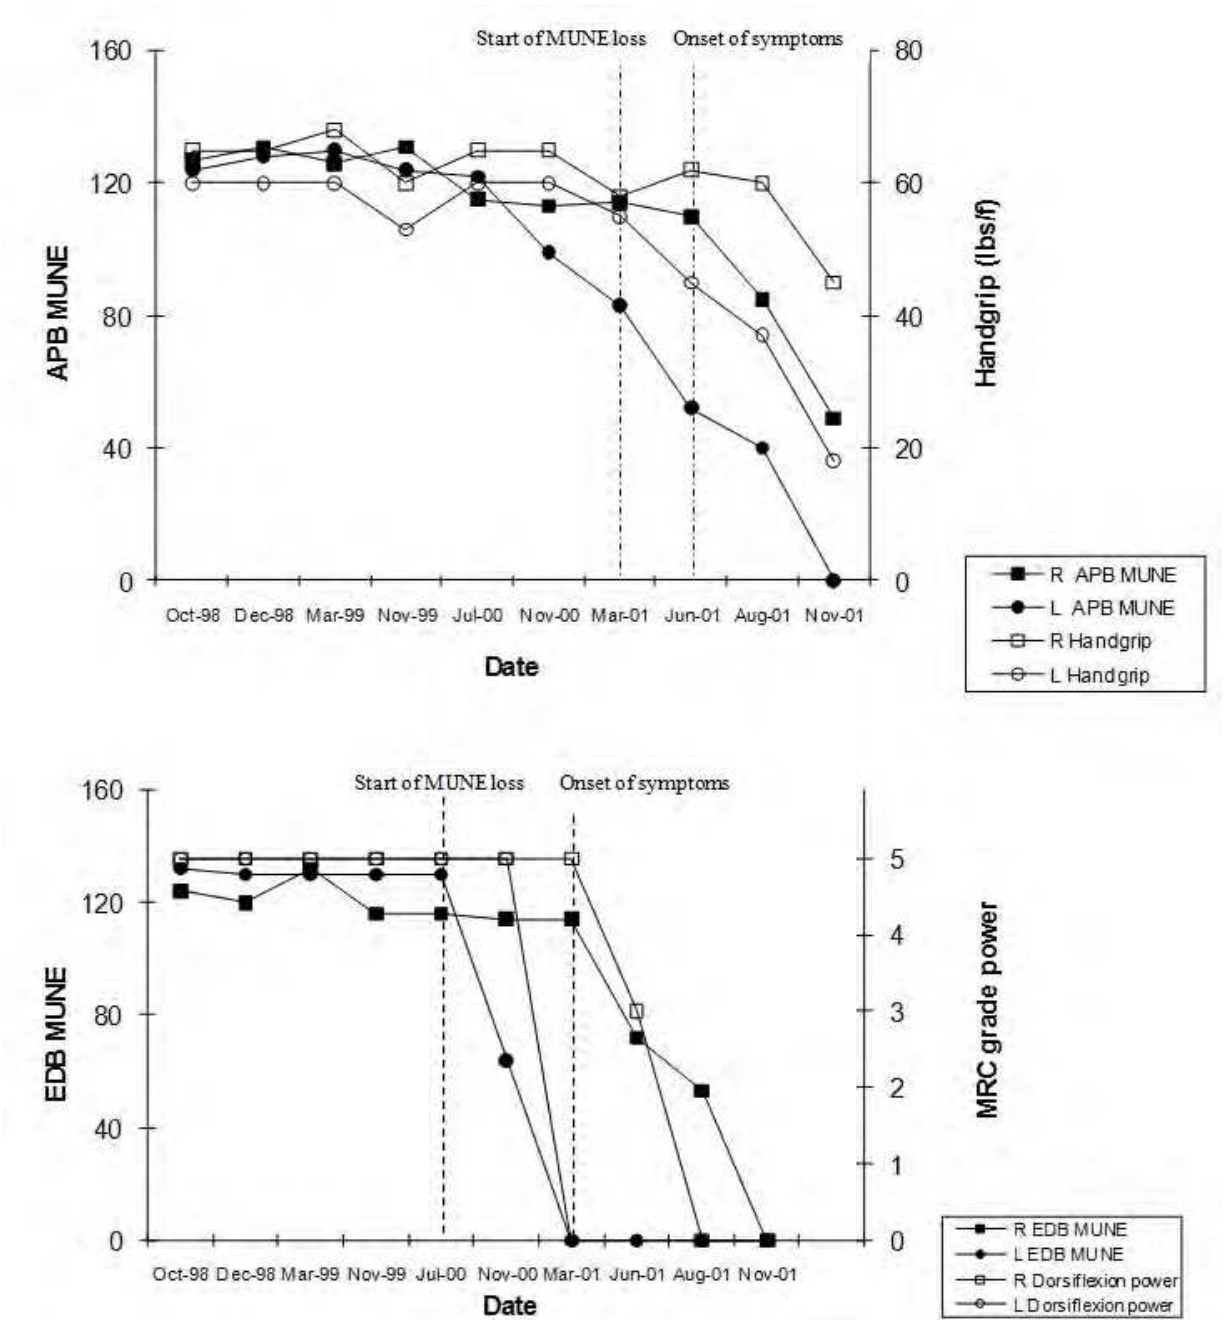 Start of MUNE loss Onset of symptoms
160 80
120 60
80 40
40 20
0 0
APB MUNE
Handgrip (lbs/f)
Oct-98 Dec-98 Mar-99 Nov-99 Jul-00 Nov-00 Mar-01 Jun-01 Aug-01 Nov-01
Date
R APB MUNE
L APB MUNE
R Handgrip
L Handgrip
Start of MUNE loss Onset of symptoms
160
5
120
4
80 3
2
40
1
0 0
EDB MUNE
MRC grade power
Oct-98 Dec-98 Mar-99 Nov-99 Jul-00 Nov-00 Mar-01 Jun-01 Aug-01 Nov-01
Date
R EDB MUNE
L EDB MUNE
R Dorsiflexion power
L Dorsiflexion power